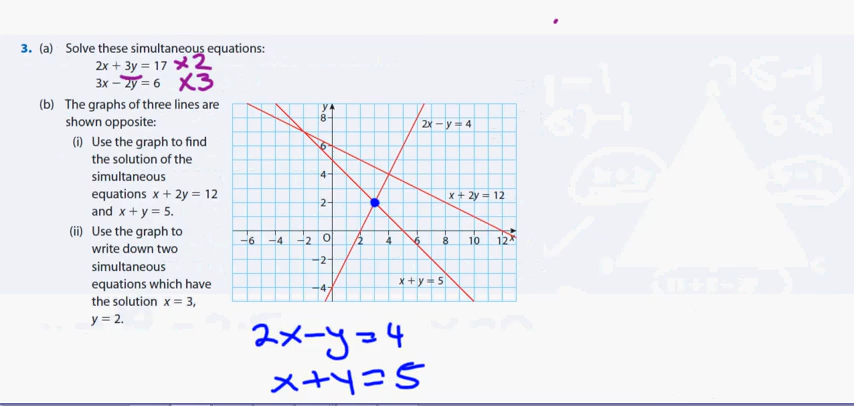 3. (a) Solve these simultaneous equations:
2x + 3y = 17 ×2
3x − 2y = 6 ×3
(b) The graphs of three lines are
shown opposite:
(i) Use the graph to find
the solution of the
simultaneous
equations x + 2y = 12
and x + y = 5.
(ii) Use the graph to
write down two
simultaneous
equations which have
the solution x = 3,
y = 2.
y
8
2x − y = 4
6
4
x + 2y = 12
2
−6 −4 −2 O 2 4 6 8 10 12 x
−2
x + y = 5
−4
2x−y=4
x+y=5